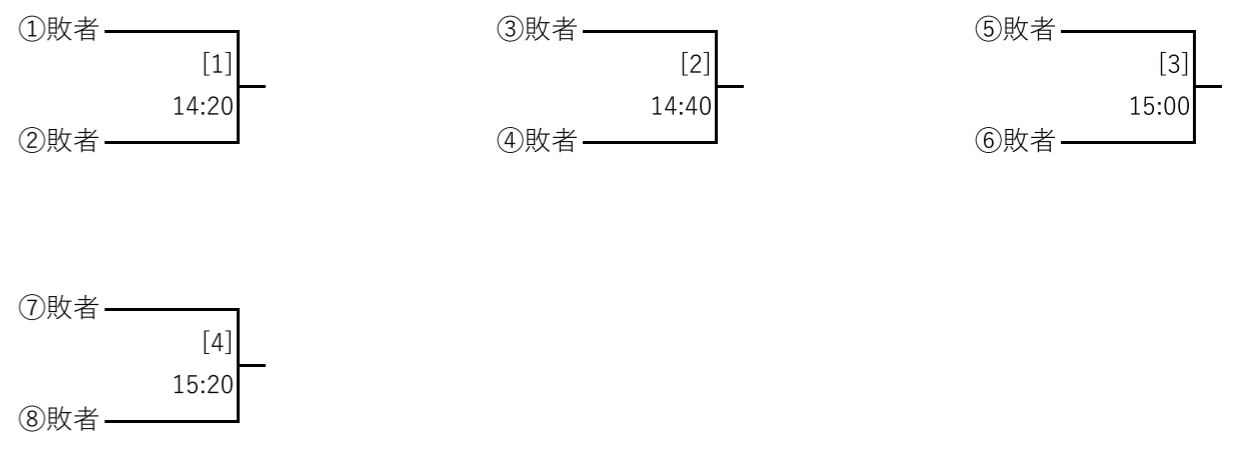 ①敗者
[1]
14:20
②敗者
③敗者
[2]
14:40
④敗者
⑤敗者
[3]
15:00
⑥敗者
⑦敗者
[4]
15:20
⑧敗者